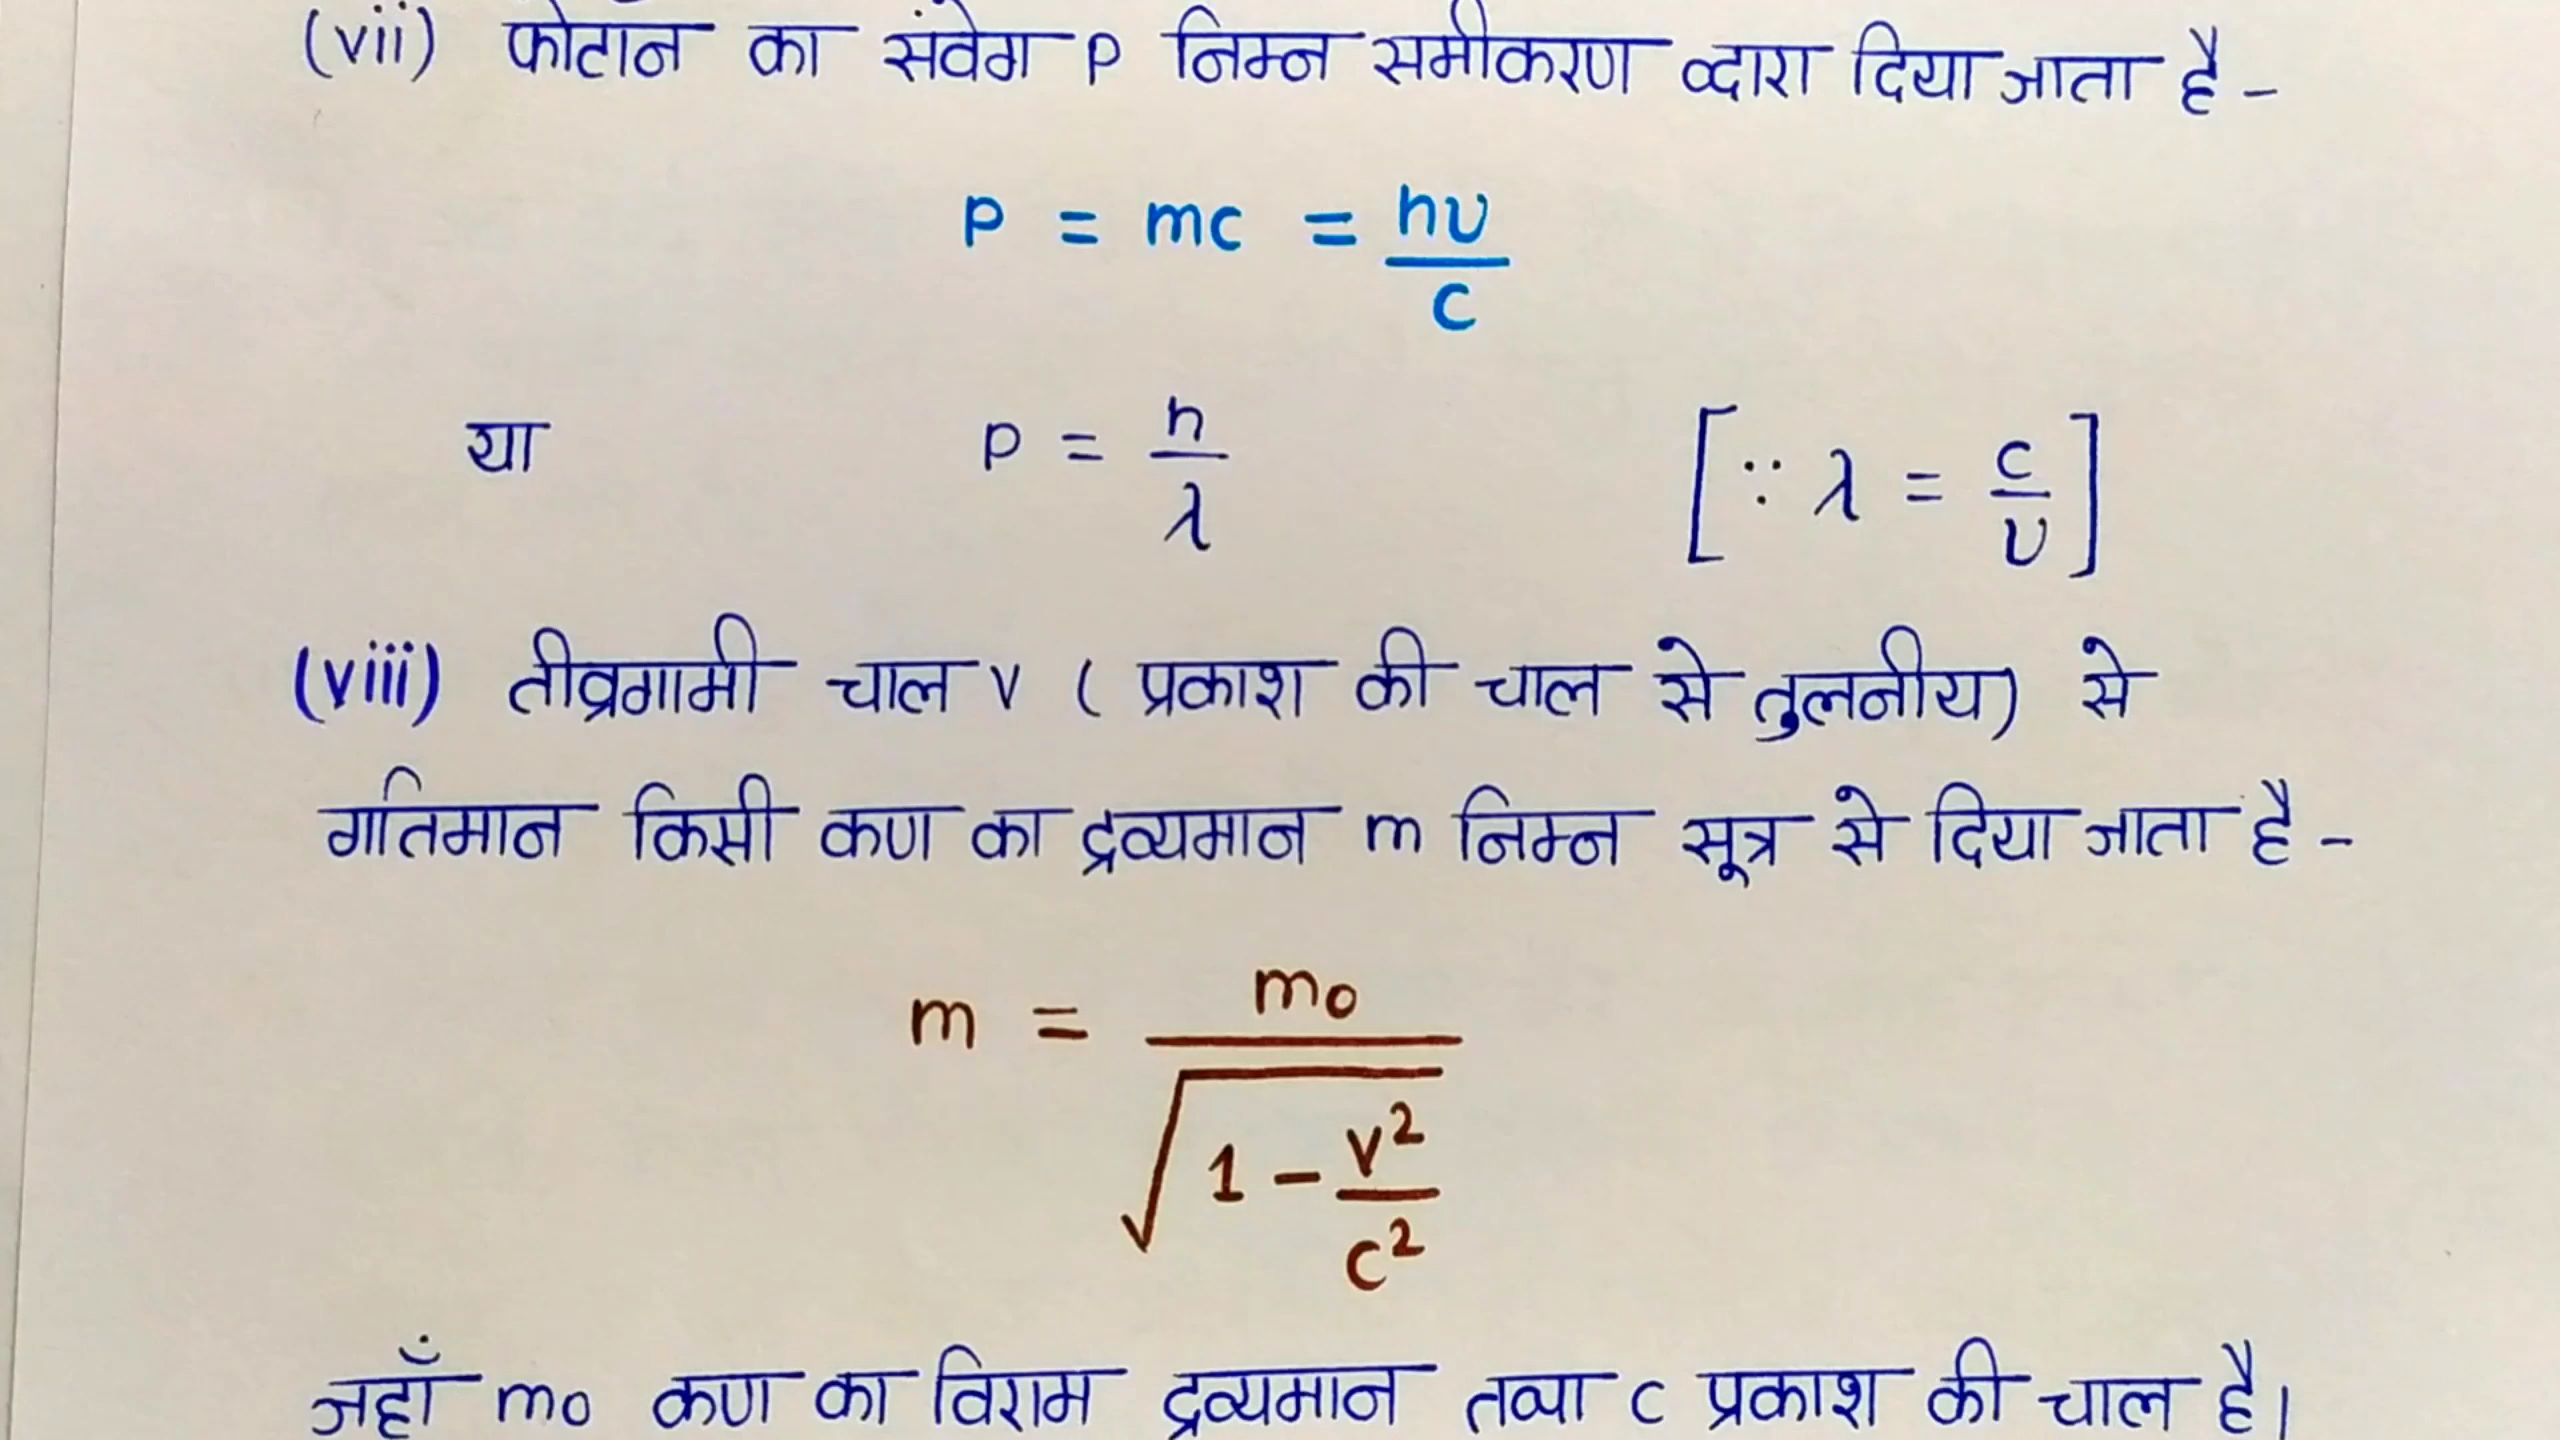 (vii) फोटॉन का संवेग P निम्न समीकरण द्वारा दिया जाता है -
P = mc = hυ/c
या P = h/λ [∵ λ = c/υ]
(viii) तीव्रगामी चाल v ( प्रकाश की चाल से तुलनीय) से
गतिमान किसी कण का द्रव्यमान m निम्न सूत्र से दिया जाता है -
m = m₀/√(1 - v²/c²)
जहाँ m₀ कण का विराम द्रव्यमान तथा c प्रकाश की चाल है।